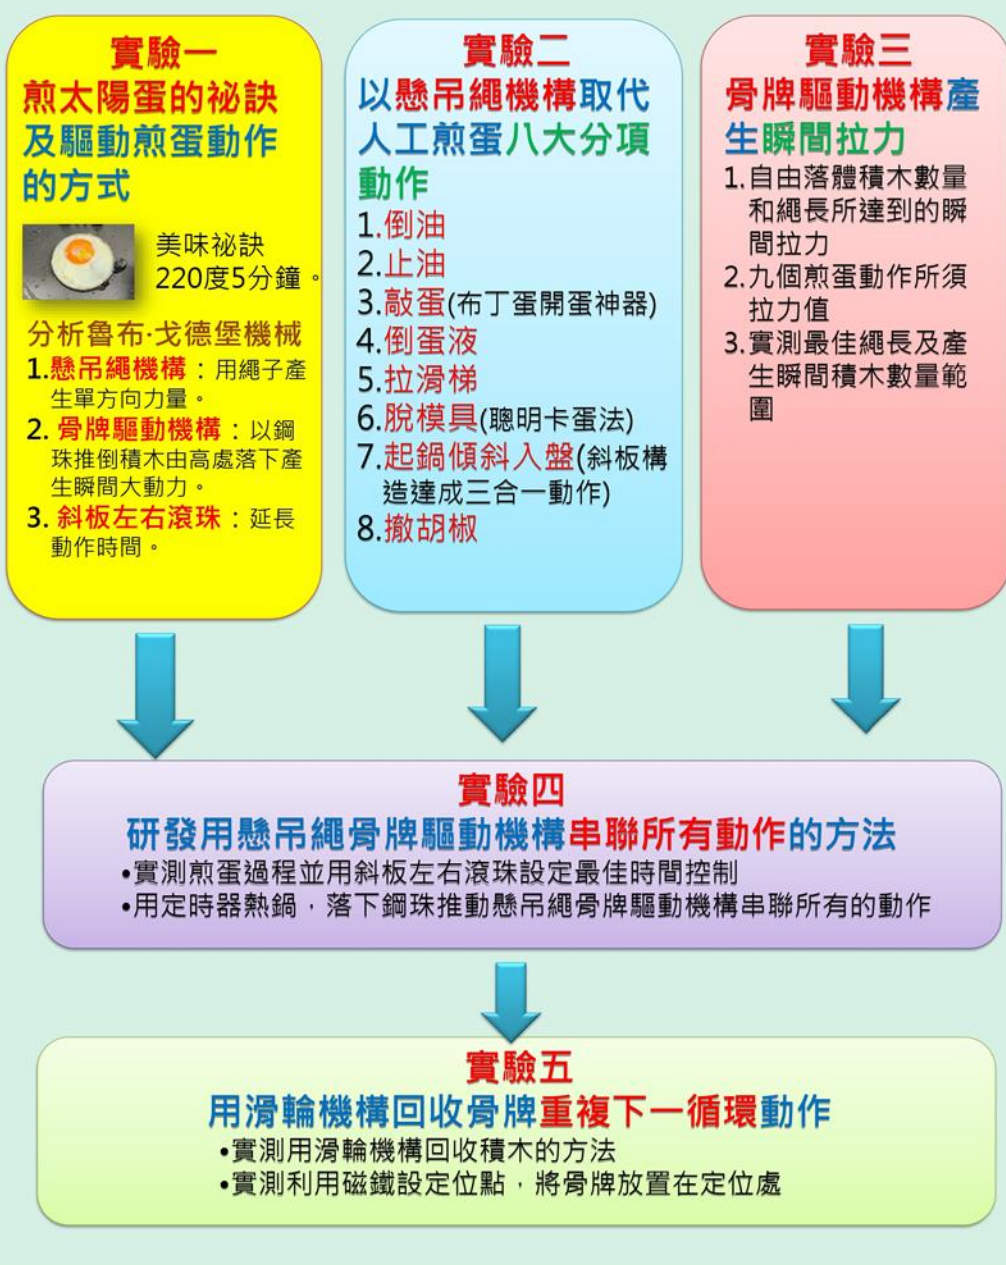 實驗一
煎太陽蛋的祕訣
及驅動煎蛋動作
的方式
美味祕訣
220度5分鐘。
分析魯布·戈德堡機械
1.懸吊繩機構：用繩子產
生單方向力量。
2. 骨牌驅動機構：以鋼
珠推倒積木由高處落下產
生瞬間大動力。
3. 斜板左右滾珠：延長
動作時間。
實驗二
以懸吊繩機構取代
人工煎蛋八大分項
動作
1.倒油
2.止油
3.敲蛋(布丁蛋開蛋神器)
4.倒蛋液
5.拉滑梯
6.脫模具(聰明卡蛋法)
7.起鍋傾斜入盤(斜板構
造達成三合一動作)
8.撤胡椒
實驗三
骨牌驅動機構產
生瞬間拉力
1.自由落體積木數量
和繩長所達到的瞬
間拉力
2.九個煎蛋動作所須
拉力值
3.實測最佳繩長及產
生瞬間積木數量範
圍
實驗四
研發用懸吊繩骨牌驅動機構串聯所有動作的方法
•實測煎蛋過程並用斜板左右滾珠設定最佳時間控制
•用定時器熱鍋，落下鋼珠推動懸吊繩骨牌驅動機構串聯所有的動作
實驗五
用滑輪機構回收骨牌重複下一循環動作
•實測用滑輪機構回收積木的方法
•實測利用磁鐵設定位點，將骨牌放置在定位處